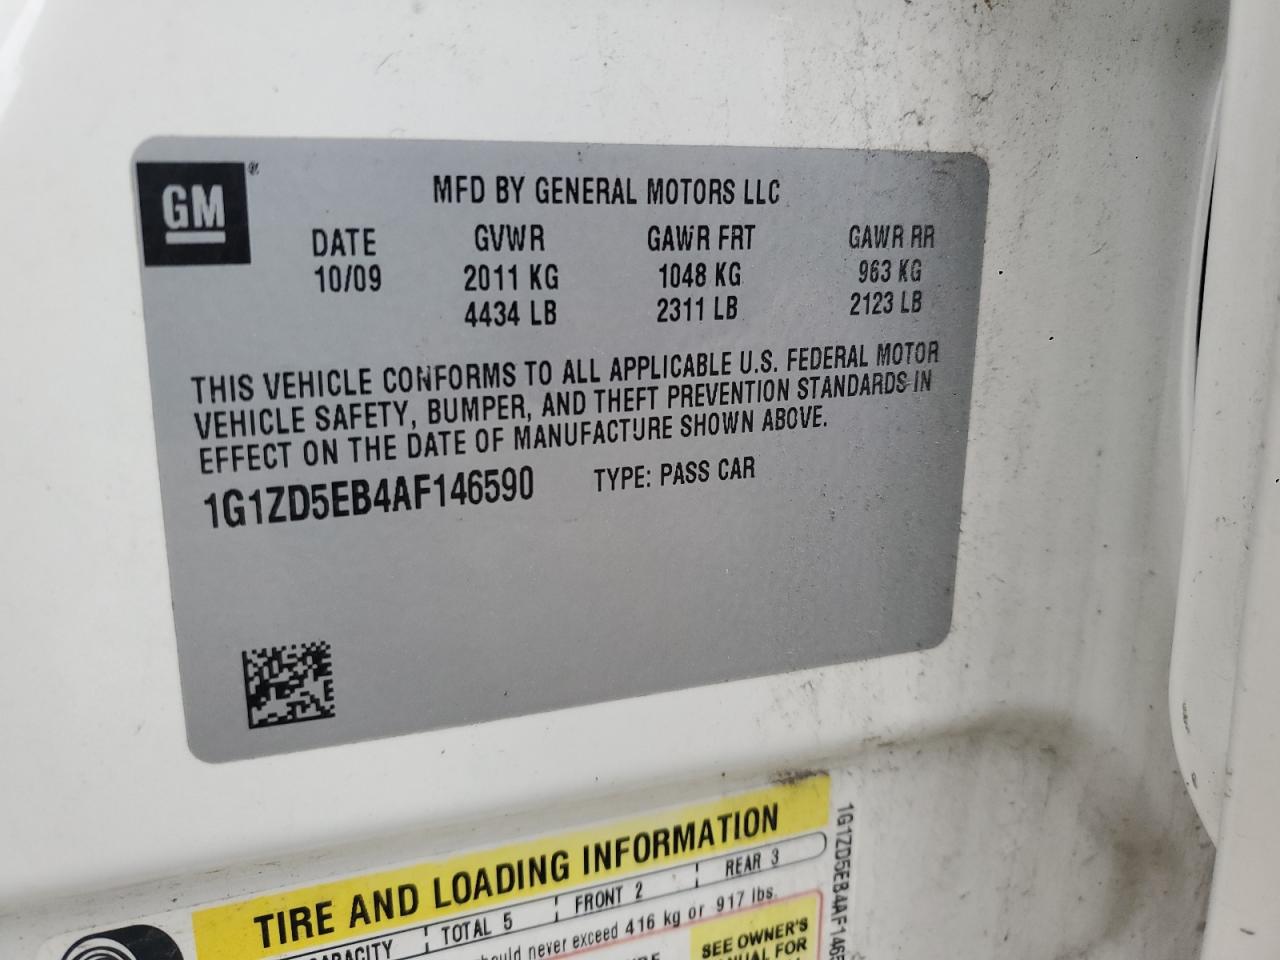 GM ®
MFD BY GENERAL MOTORS LLC
DATE GVWR GAWR FRT GAWR RR
10/09 2011 KG 1048 KG 963 KG
4434 LB 2311 LB 2123 LB
THIS VEHICLE CONFORMS TO ALL APPLICABLE U.S. FEDERAL MOTOR
VEHICLE SAFETY, BUMPER, AND THEFT PREVENTION STANDARDS IN
EFFECT ON THE DATE OF MANUFACTURE SHOWN ABOVE.
1G1ZD5EB4AF146590 TYPE: PASS CAR
TIRE AND LOADING INFORMATION
CAPACITY TOTAL 5 FRONT 2 REAR 3
never exceed 416 kg or 917 lbs.
SEE OWNER'S
FOR
1G1ZD5EB4AF146